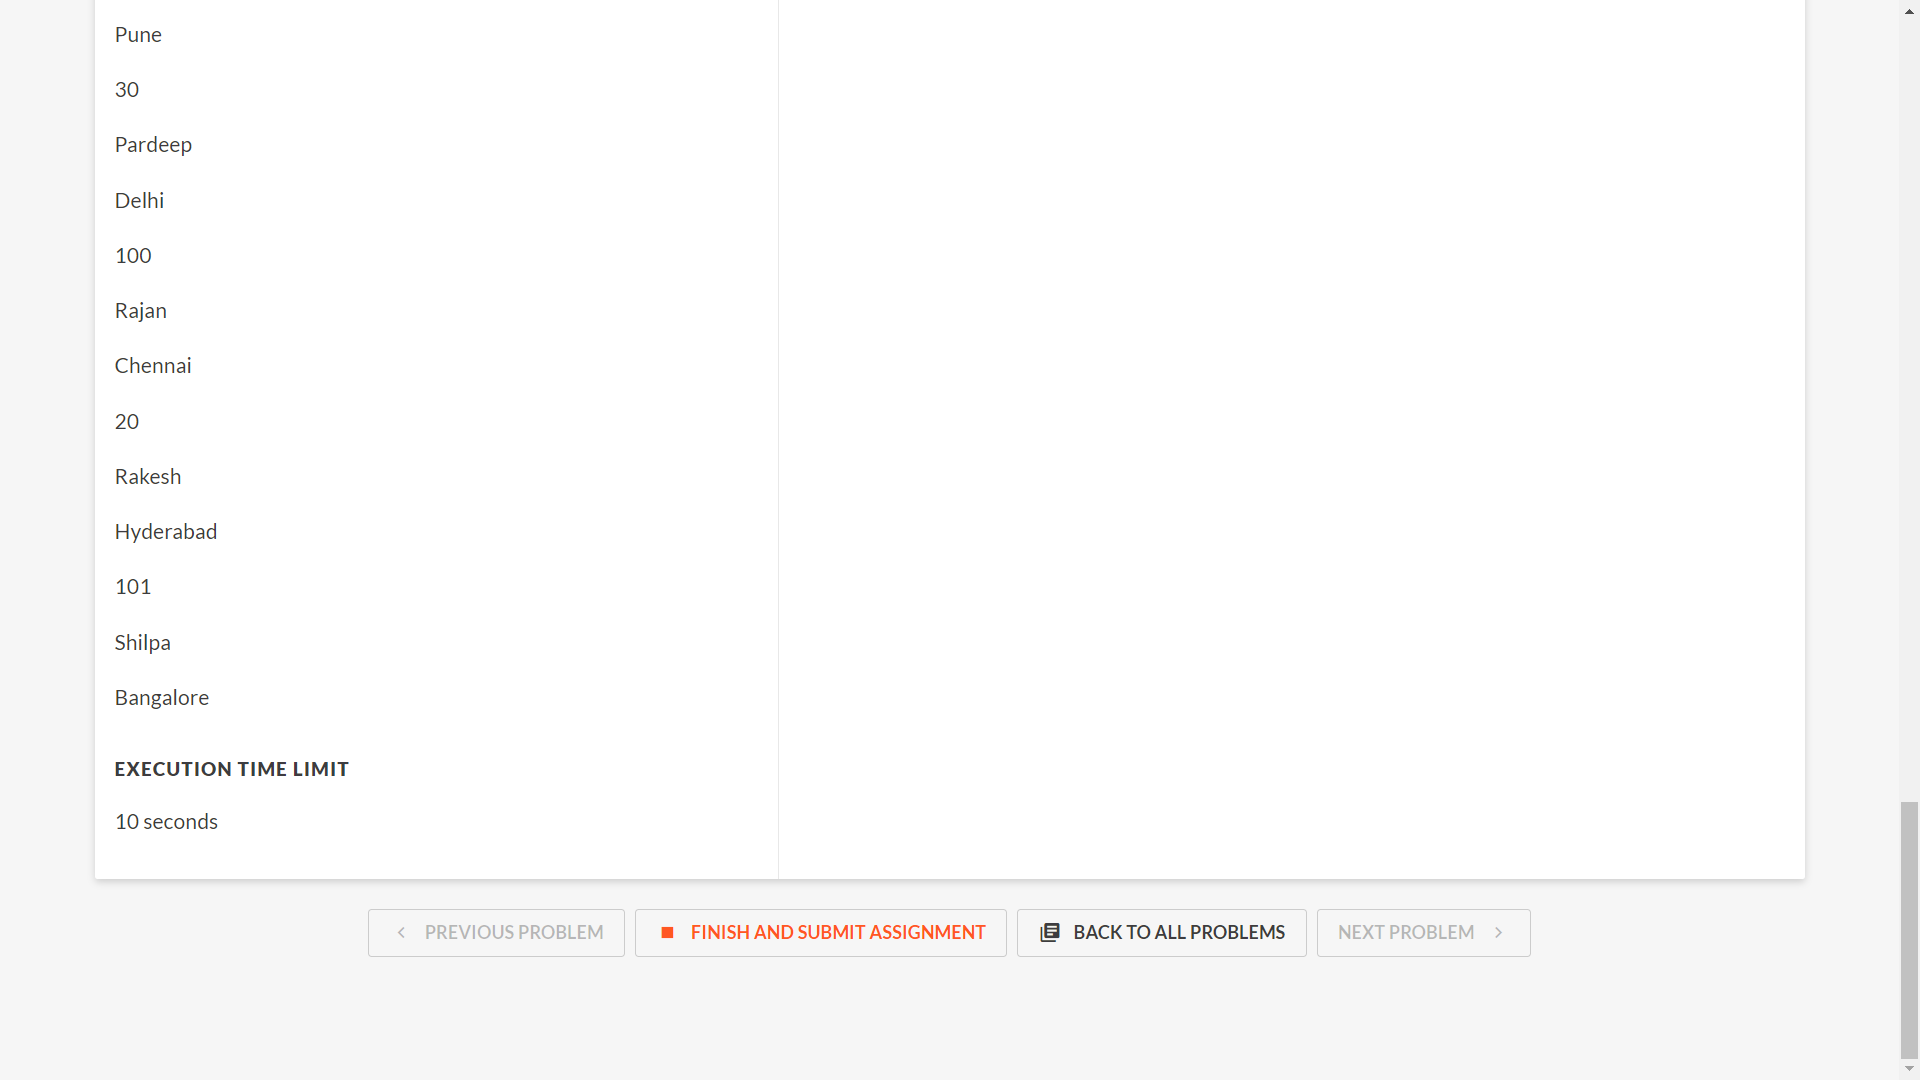 Pune
30
Pardeep
Delhi
100
Rajan
Chennai
20
Rakesh
Hyderabad
101
Shilpa
Bangalore
EXECUTION TIME LIMIT
10 seconds
PREVIOUS PROBLEM
FINISH AND SUBMIT ASSIGNMENT
BACK TO ALL PROBLEMS
NEXT PROBLEM